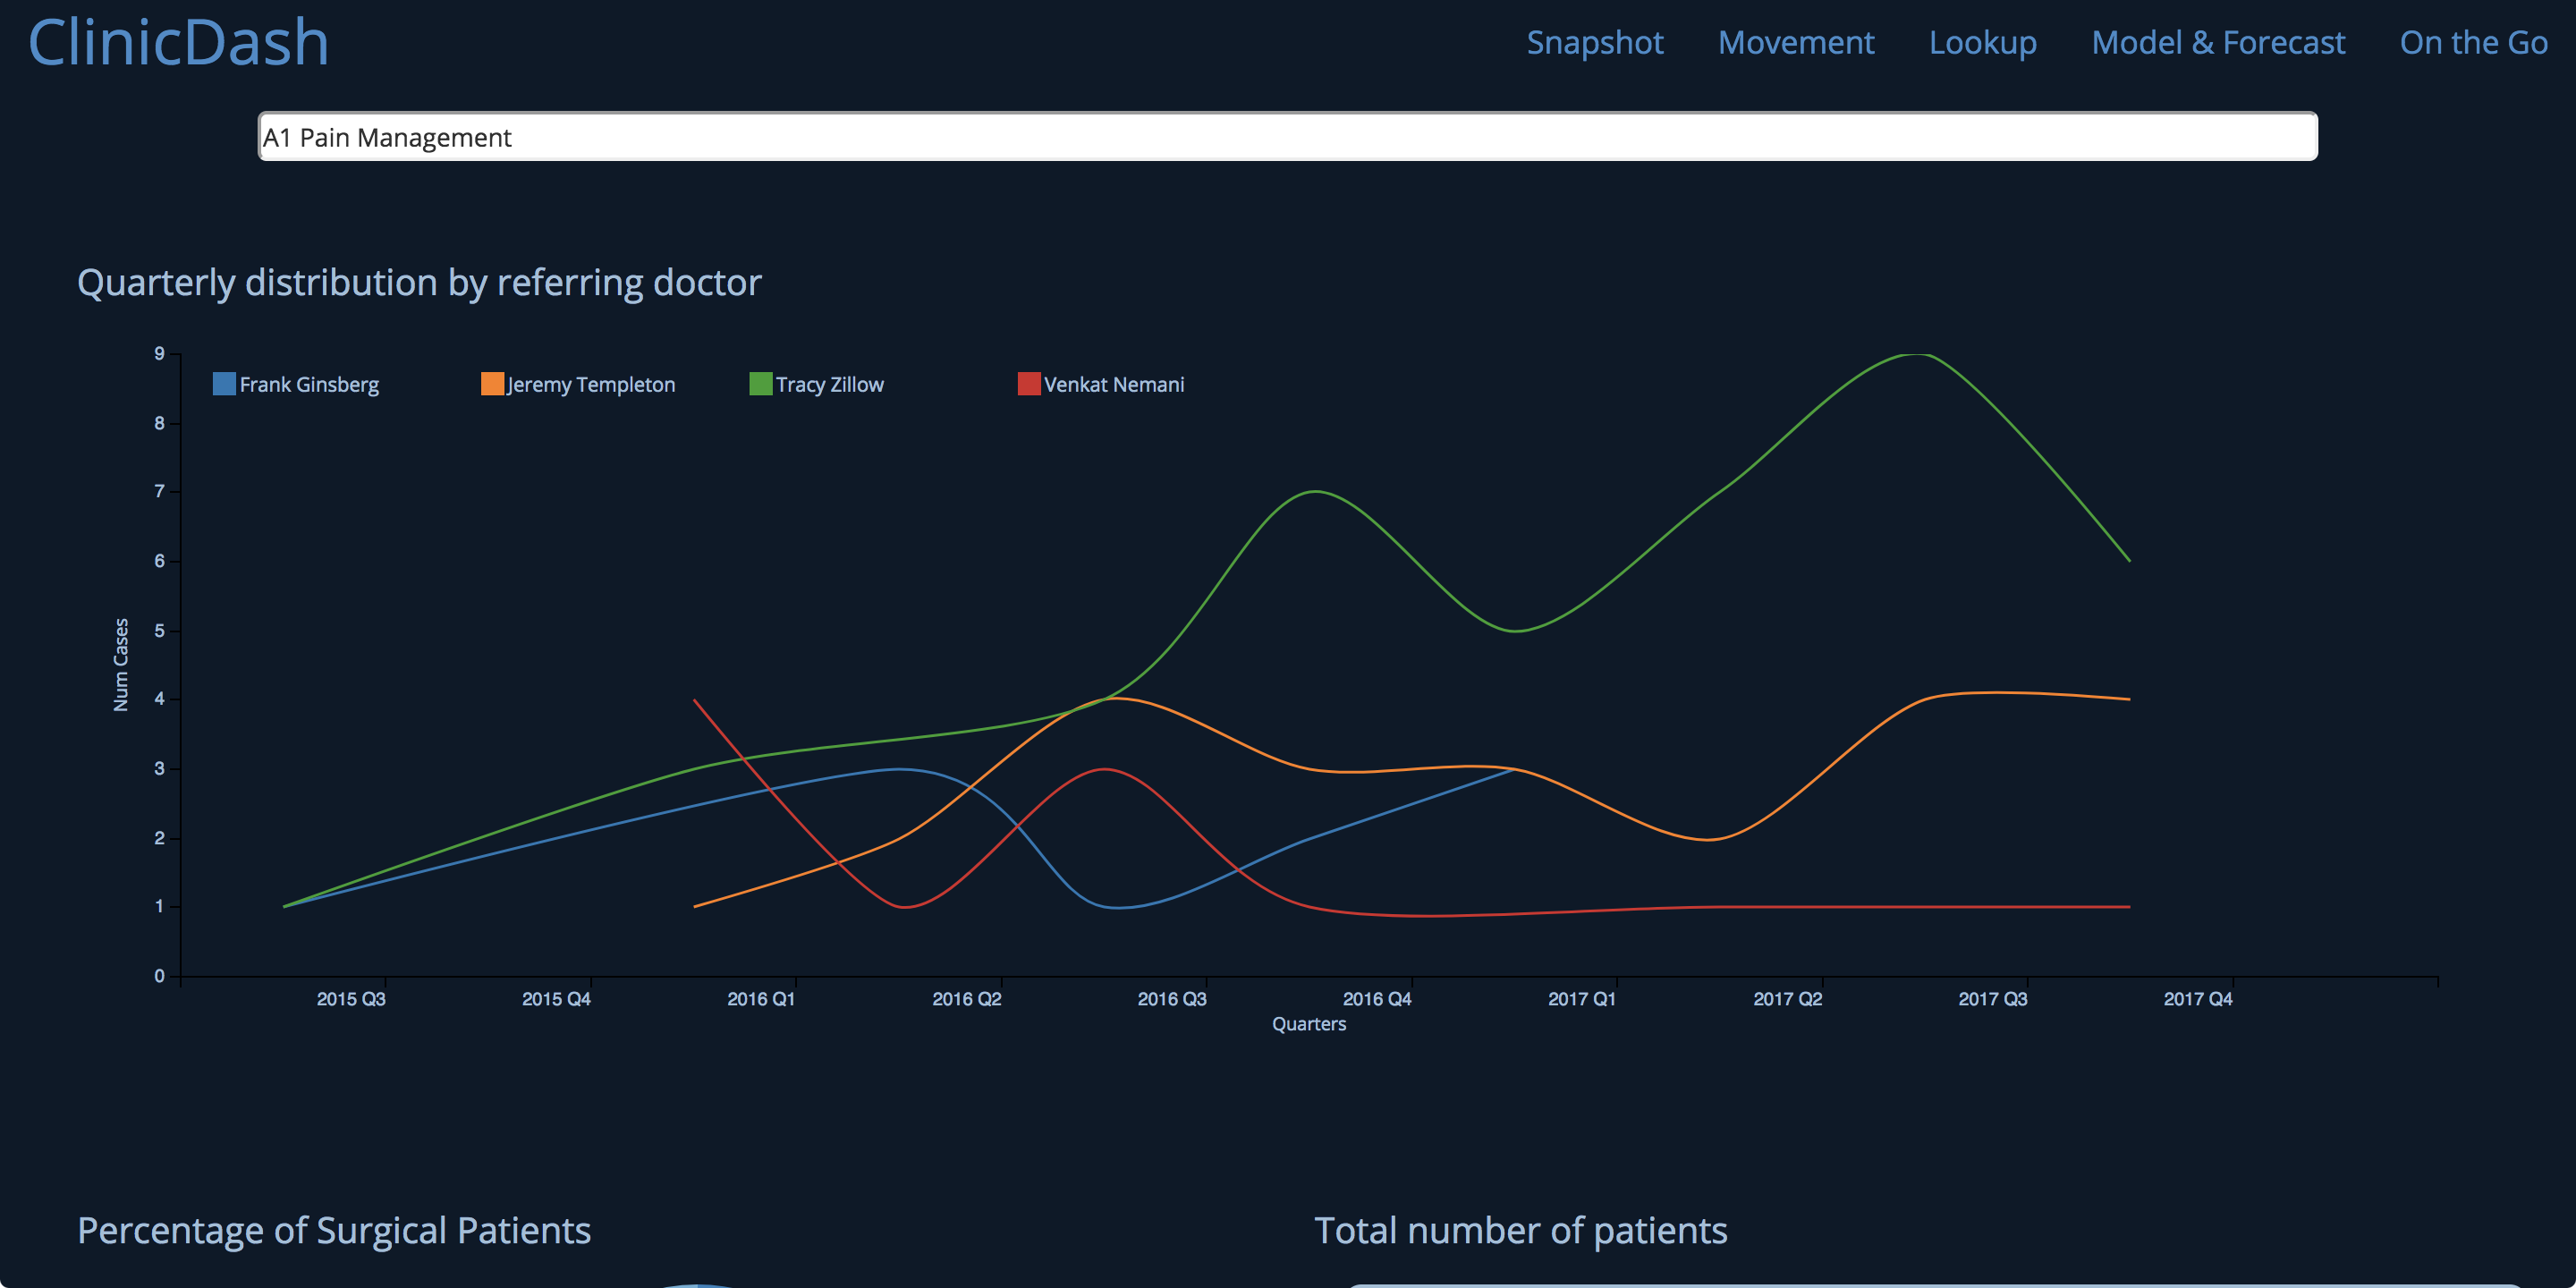 ClinicDash
Snapshot Movement Lookup Model & Forecast On the Go
A1 Pain Management
Quarterly distribution by referring doctor
Frank Ginsberg Jeremy Templeton Tracy Zillow Venkat Nemani
9
8
7
6
5
4
3
2
1
0
Num Cases
2015 Q3 2015 Q4 2016 Q1 2016 Q2 2016 Q3 2016 Q4 2017 Q1 2017 Q2 2017 Q3 2017 Q4
Quarters
Percentage of Surgical Patients
Total number of patients